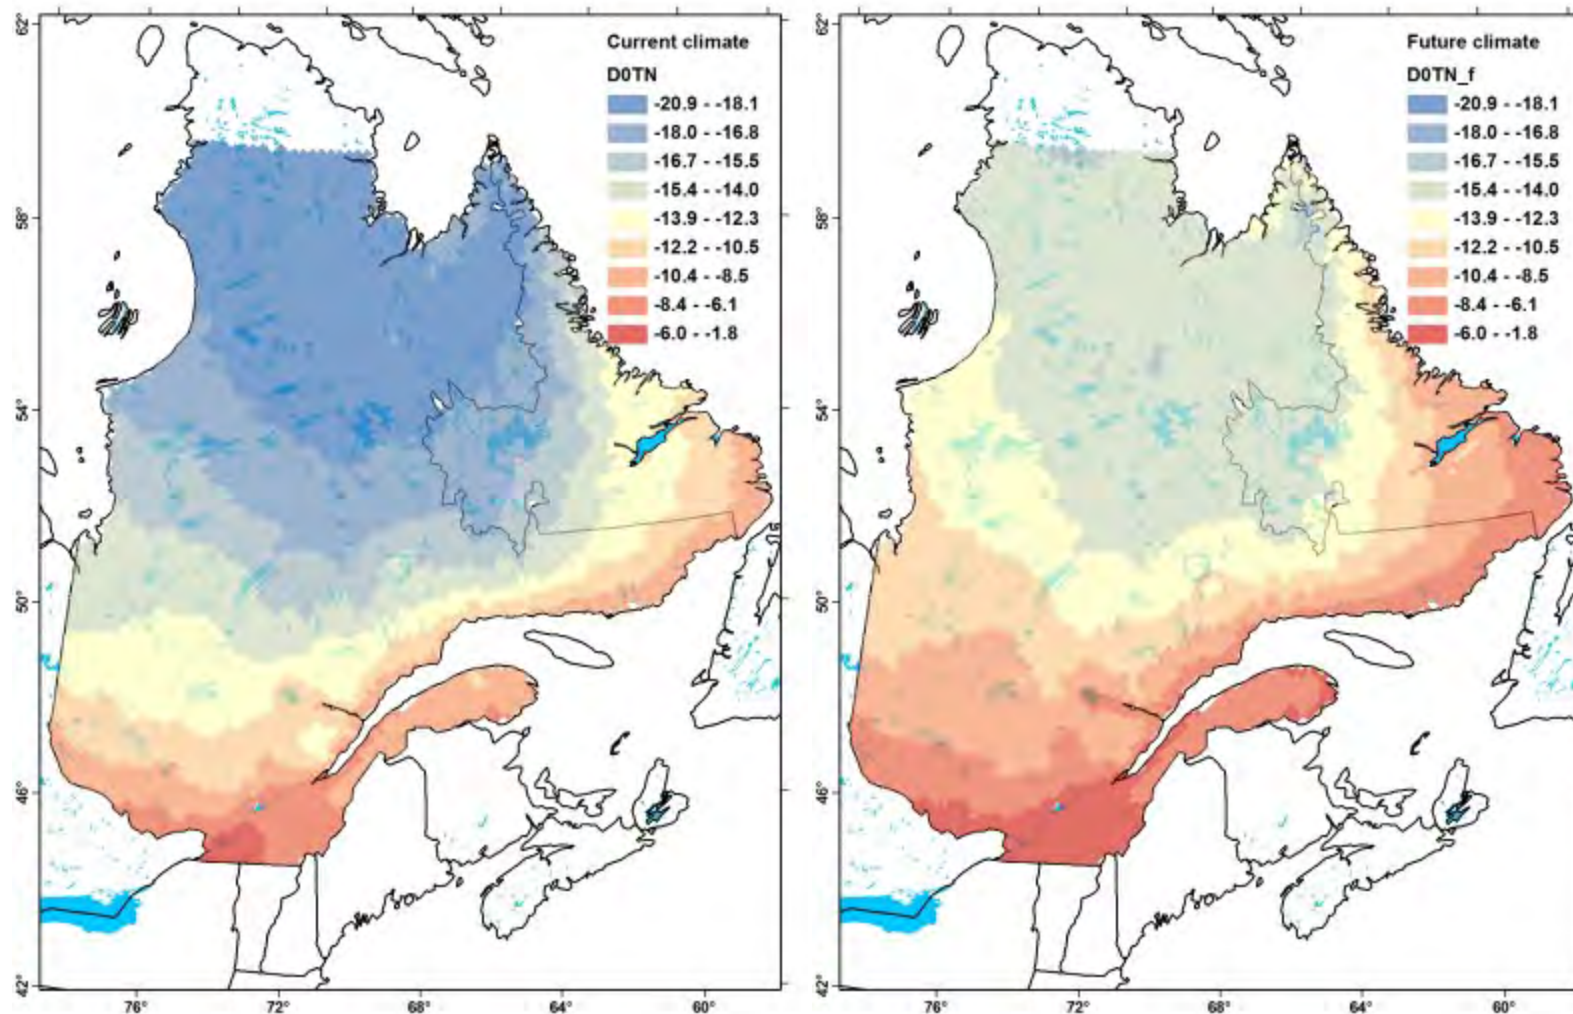 Current climate
D0TN
-20.9 - -18.1
-18.0 - -16.8
-16.7 - -15.5
-15.4 - -14.0
-13.9 - -12.3
-12.2 - -10.5
-10.4 - -8.5
-8.4 - -6.1
-6.0 - -1.8
62°
58°
54°
50°
46°
42°
76°
72°
68°
64°
60°
Future climate
D0TN_f
-20.9 - -18.1
-18.0 - -16.8
-16.7 - -15.5
-15.4 - -14.0
-13.9 - -12.3
-12.2 - -10.5
-10.4 - -8.5
-8.4 - -6.1
-6.0 - -1.8
62°
58°
54°
50°
46°
42°
76°
72°
68°
64°
60°